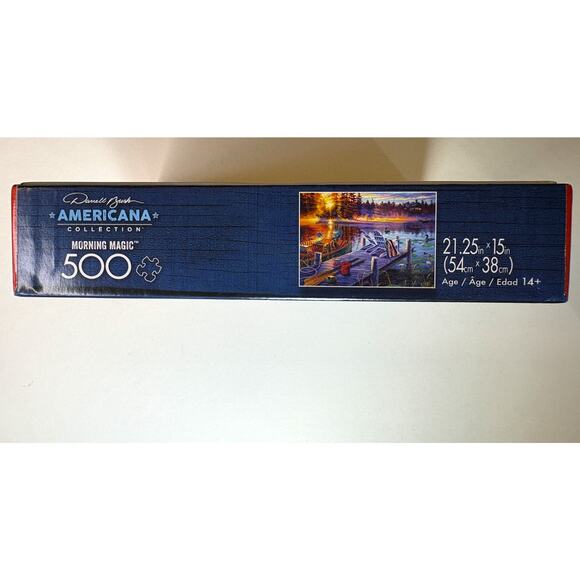 Darrell Bush
★ AMERICANA ★
COLLECTION
MORNING MAGIC™
500
21.25in x 15in
(54cm x 38cm)
Age / Âge / Edad 14+